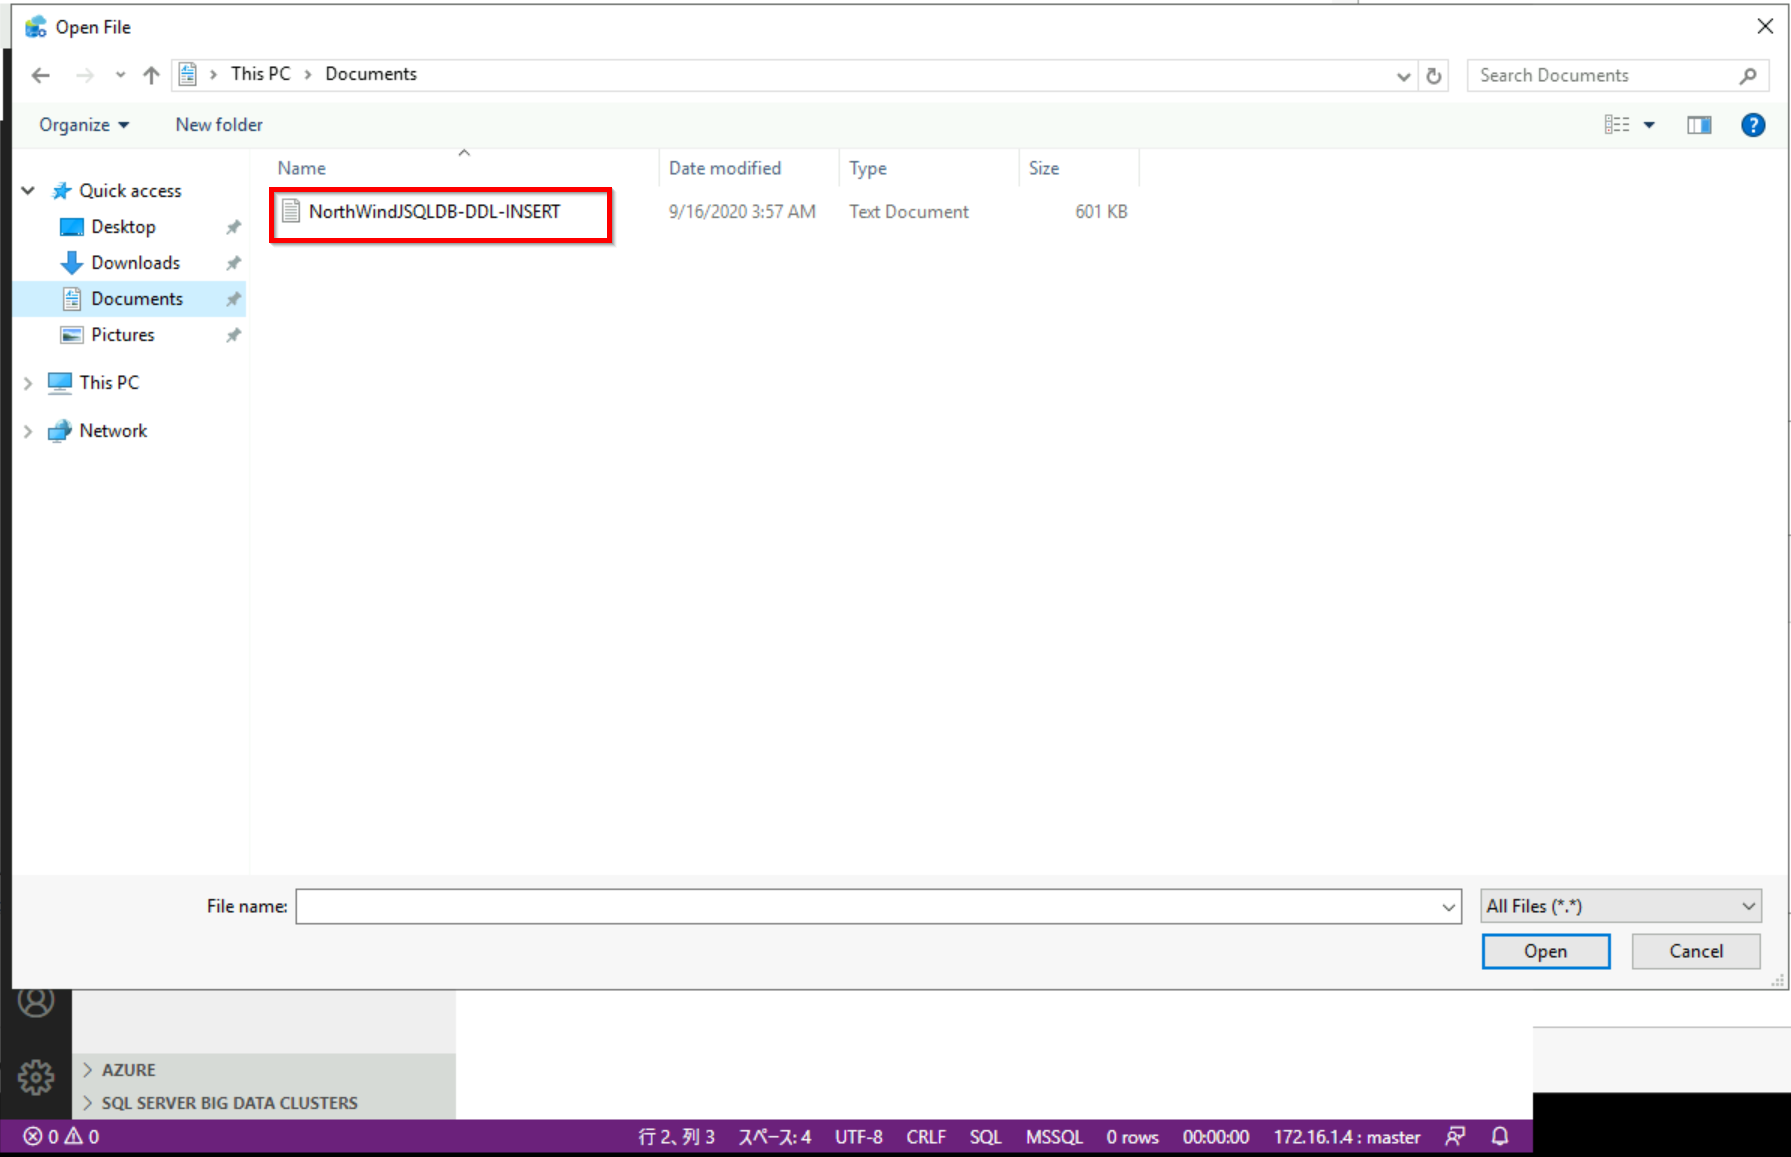 Open File
This PC > Documents
Search Documents
Organize
New folder
Name
Date modified
Type
Size
Quick access
Desktop
Downloads
Documents
Pictures
This PC
Network
NorthWindJSQLDB-DDL-INSERT
9/16/2020 3:57 AM
Text Document
601 KB
File name:
All Files (*.*)
Open
Cancel
AZURE
SQL SERVER BIG DATA CLUSTERS
0 0
行 2、列 3
スペース: 4
UTF-8
CRLF
SQL
MSSQL
0 rows
00:00:00
172.16.1.4 : master